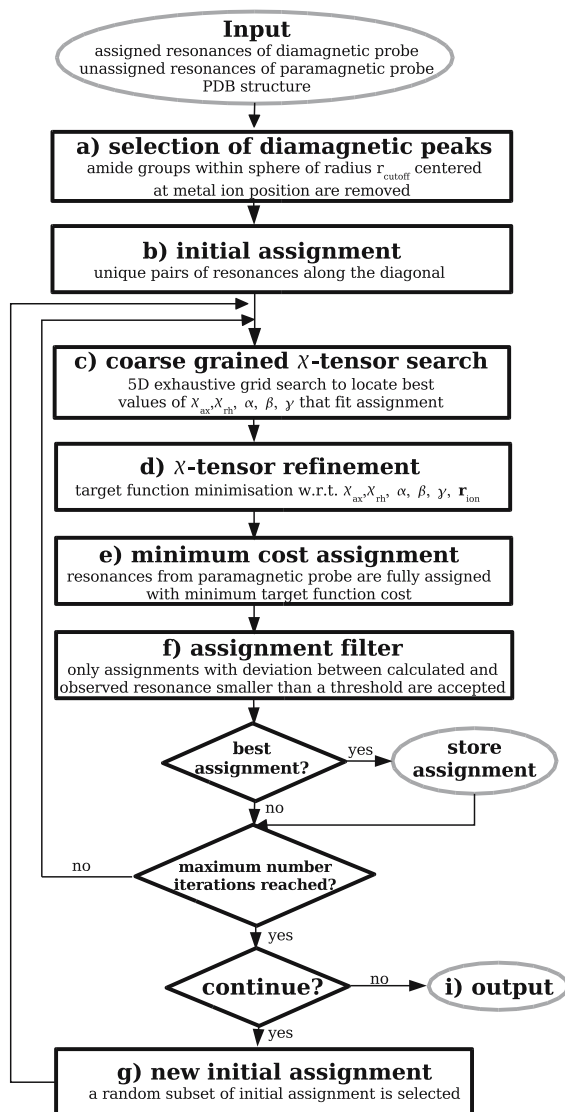 Input
assigned resonances of diamagnetic probe
unassigned resonances of paramagnetic probe
PDB structure
a) selection of diamagnetic peaks
amide groups within sphere of radius r_cutoff centered
at metal ion position are removed
b) initial assignment
unique pairs of resonances along the diagonal
c) coarse grained χ-tensor search
5D exhaustive grid search to locate best
values of χ_ax,χ_rh, α, β, γ that fit assignment
d) χ-tensor refinement
target function minimisation w.r.t. χ_ax,χ_rh, α, β, γ, r_ion
e) minimum cost assignment
resonances from paramagnetic probe are fully assigned
with minimum target function cost
f) assignment filter
only assignments with deviation between calculated and
observed resonance smaller than a threshold are accepted
best
assignment?
yes
store
assignment
no
maximum number
iterations reached?
no
yes
continue?
no
i) output
yes
g) new initial assignment
a random subset of initial assignment is selected